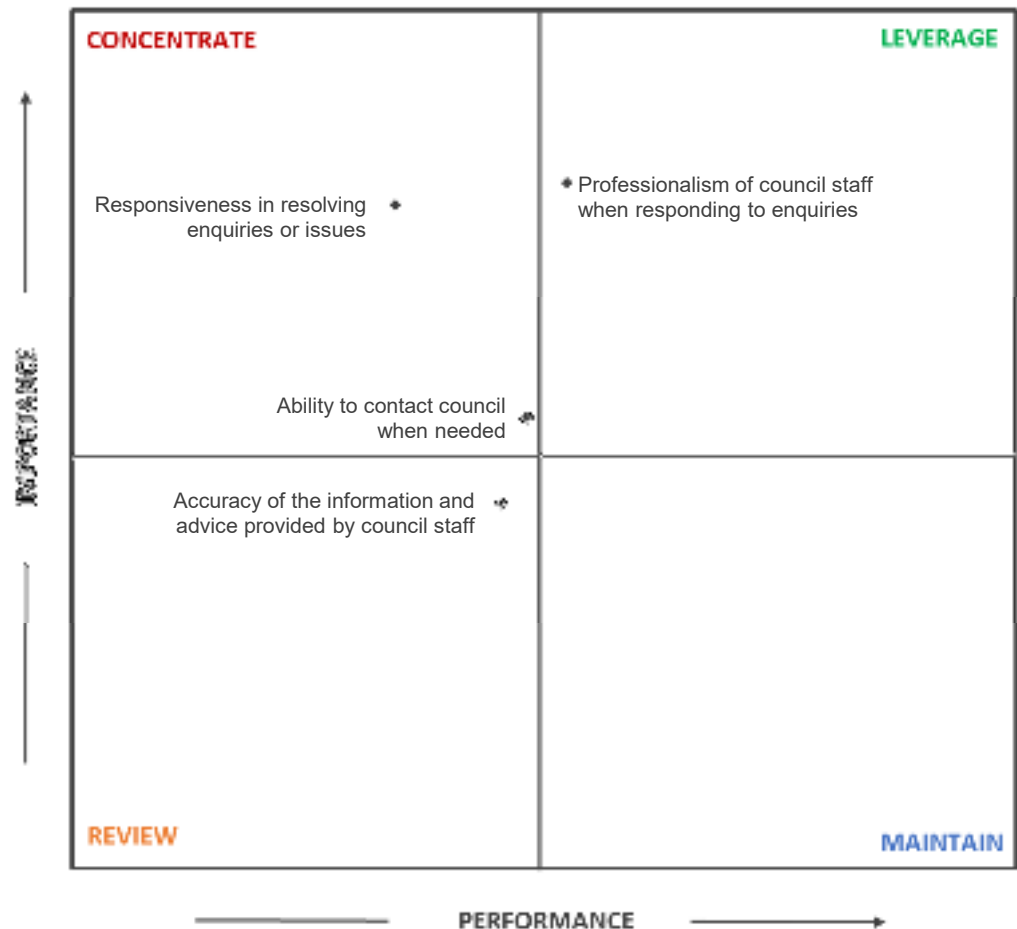 CONCENTRATE
LEVERAGE
Professionalism of council staff
when responding to enquiries
Responsiveness in resolving
enquiries or issues
Ability to contact council
when needed
IMPORTANCE
Accuracy of the information and
advice provided by council staff
REVIEW
MAINTAIN
PERFORMANCE